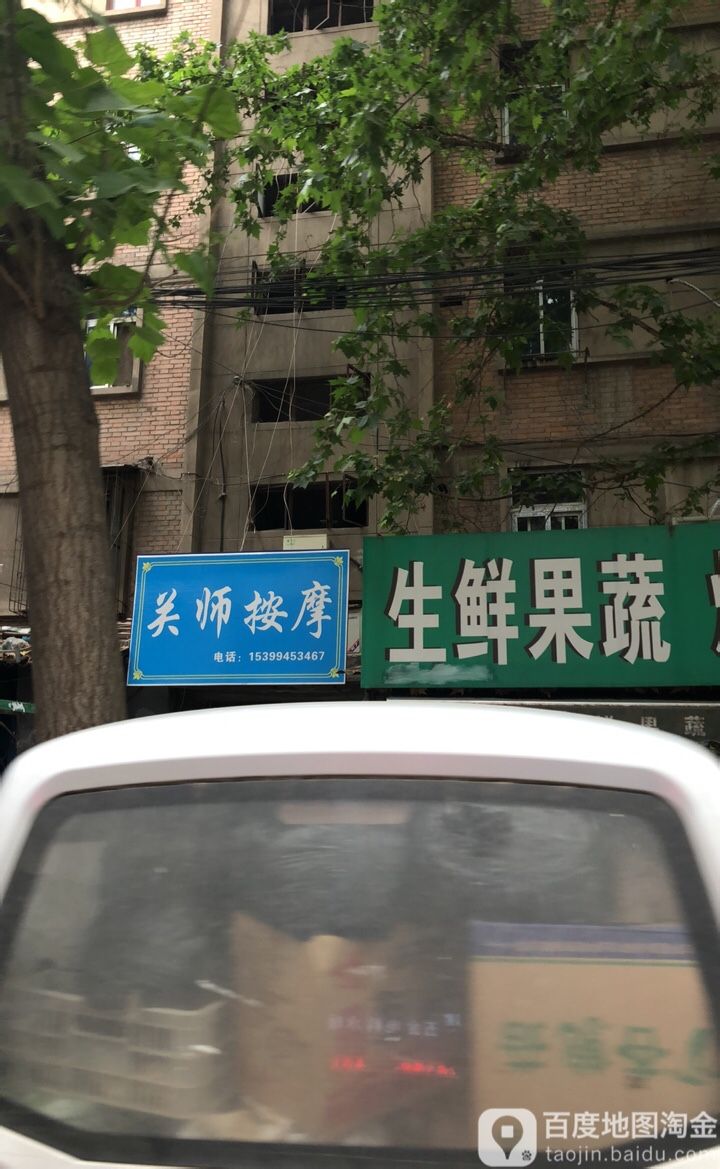 关师按摩
电话：15399453467
生鲜果蔬
百度地图淘金
taojin.baidu.com